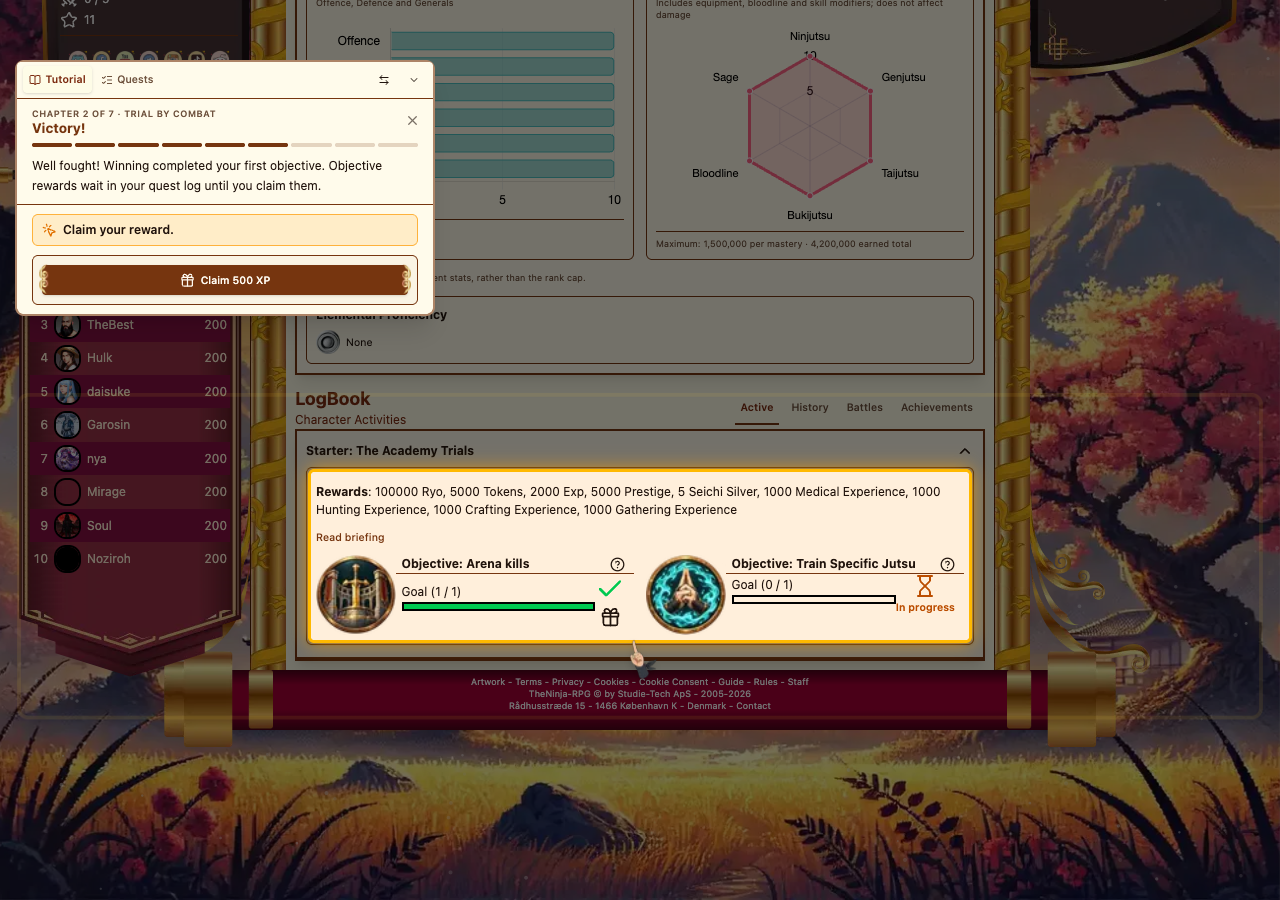 11
Tutorial
Quests
CHAPTER 2 OF 7 · TRIAL BY COMBAT
Victory!
Well fought! Winning completed your first objective. Objective
rewards wait in your quest log until you claim them.
Claim your reward.
Claim 500 XP
3 TheBest 200
4 Hulk 200
5 daisuke 200
6 Garosin 200
7 nya 200
8 Mirage 200
9 Soul 200
10 Noziroh 200
Offence, Defence and Generals
Offence
5 10
Includes equipment, bloodline and skill modifiers; does not affect
damage
Ninjutsu
10
Sage
Genjutsu
5
Bloodline
Taijutsu
Bukijutsu
Maximum: 1,500,000 per mastery · 4,200,000 earned total
ent stats, rather than the rank cap.
Elemental Proficiency
None
LogBook
Character Activities
Active History Battles Achievements
Starter: The Academy Trials
Rewards: 100000 Ryo, 5000 Tokens, 2000 Exp, 5000 Prestige, 5 Seichi Silver, 1000 Medical Experience, 1000
Hunting Experience, 1000 Crafting Experience, 1000 Gathering Experience
Read briefing
Objective: Arena kills
Goal (1 / 1)
Objective: Train Specific Jutsu
Goal (0 / 1)
In progress
Artwork - Terms - Privacy - Cookies - Cookie Consent - Guide - Rules - Staff
TheNinja-RPG © by Studie-Tech ApS - 2005-2026
Rådhusstræde 15 - 1466 København K - Denmark - Contact